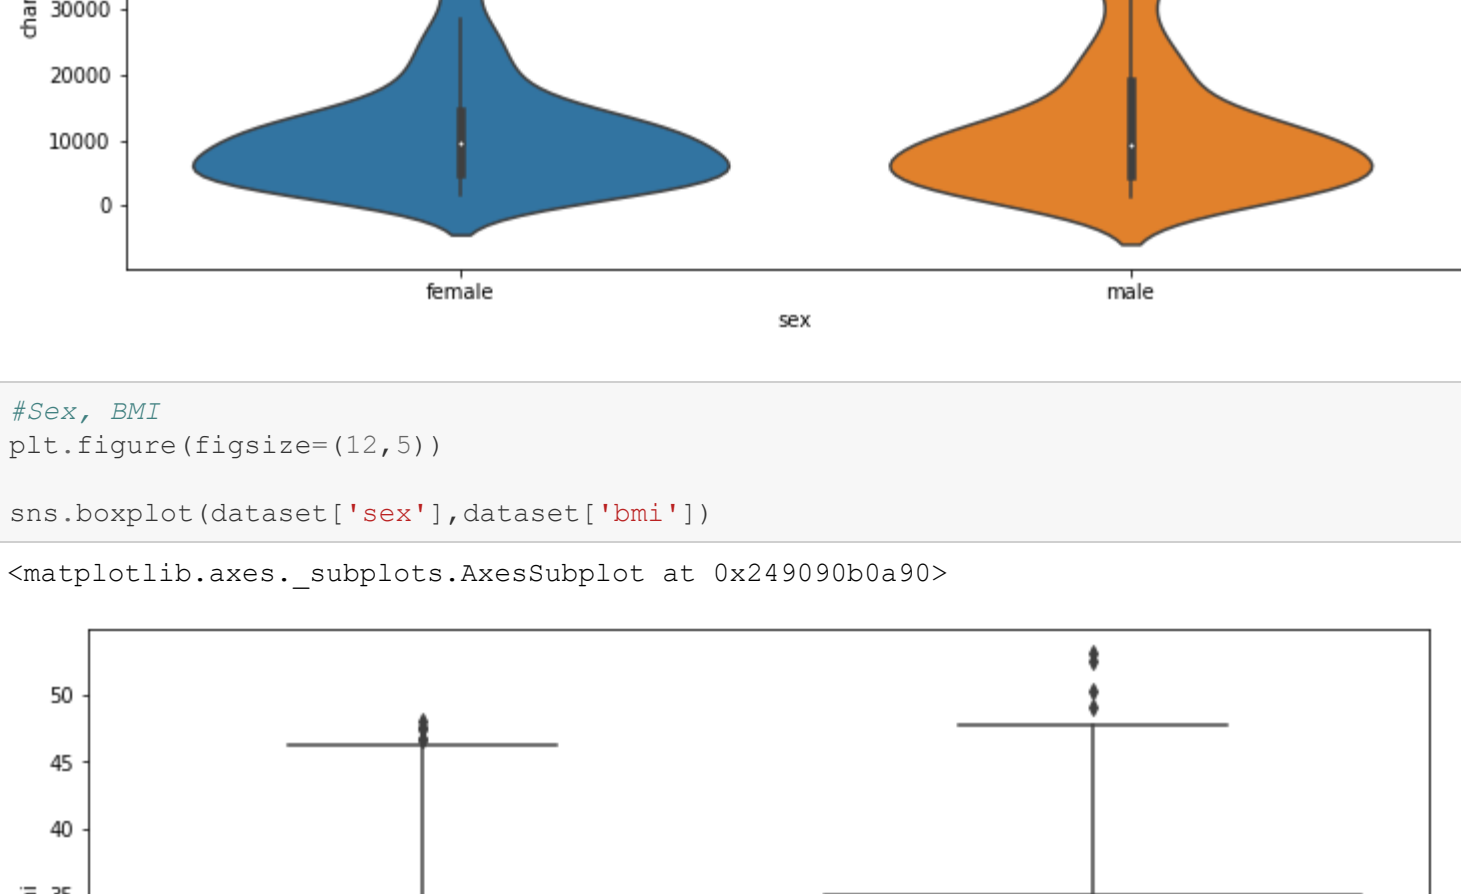 30000
20000
10000
0
female
male
sex
#Sex, BMI
plt.figure(figsize=(12,5))
sns.boxplot(dataset['sex'],dataset['bmi'])
<matplotlib.axes._subplots.AxesSubplot at 0x249090b0a90>
50
45
40